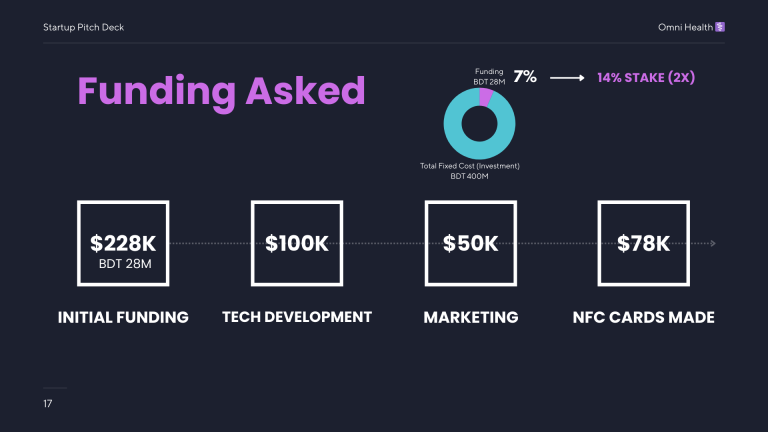 Startup Pitch Deck
Omni Health
Funding Asked
Funding
BDT 28M
7%
14% STAKE (2X)
Total Fixed Cost (Investment)
BDT 400M
$228K
BDT 28M
$100K
$50K
$78K
INITIAL FUNDING
TECH DEVELOPMENT
MARKETING
NFC CARDS MADE
17